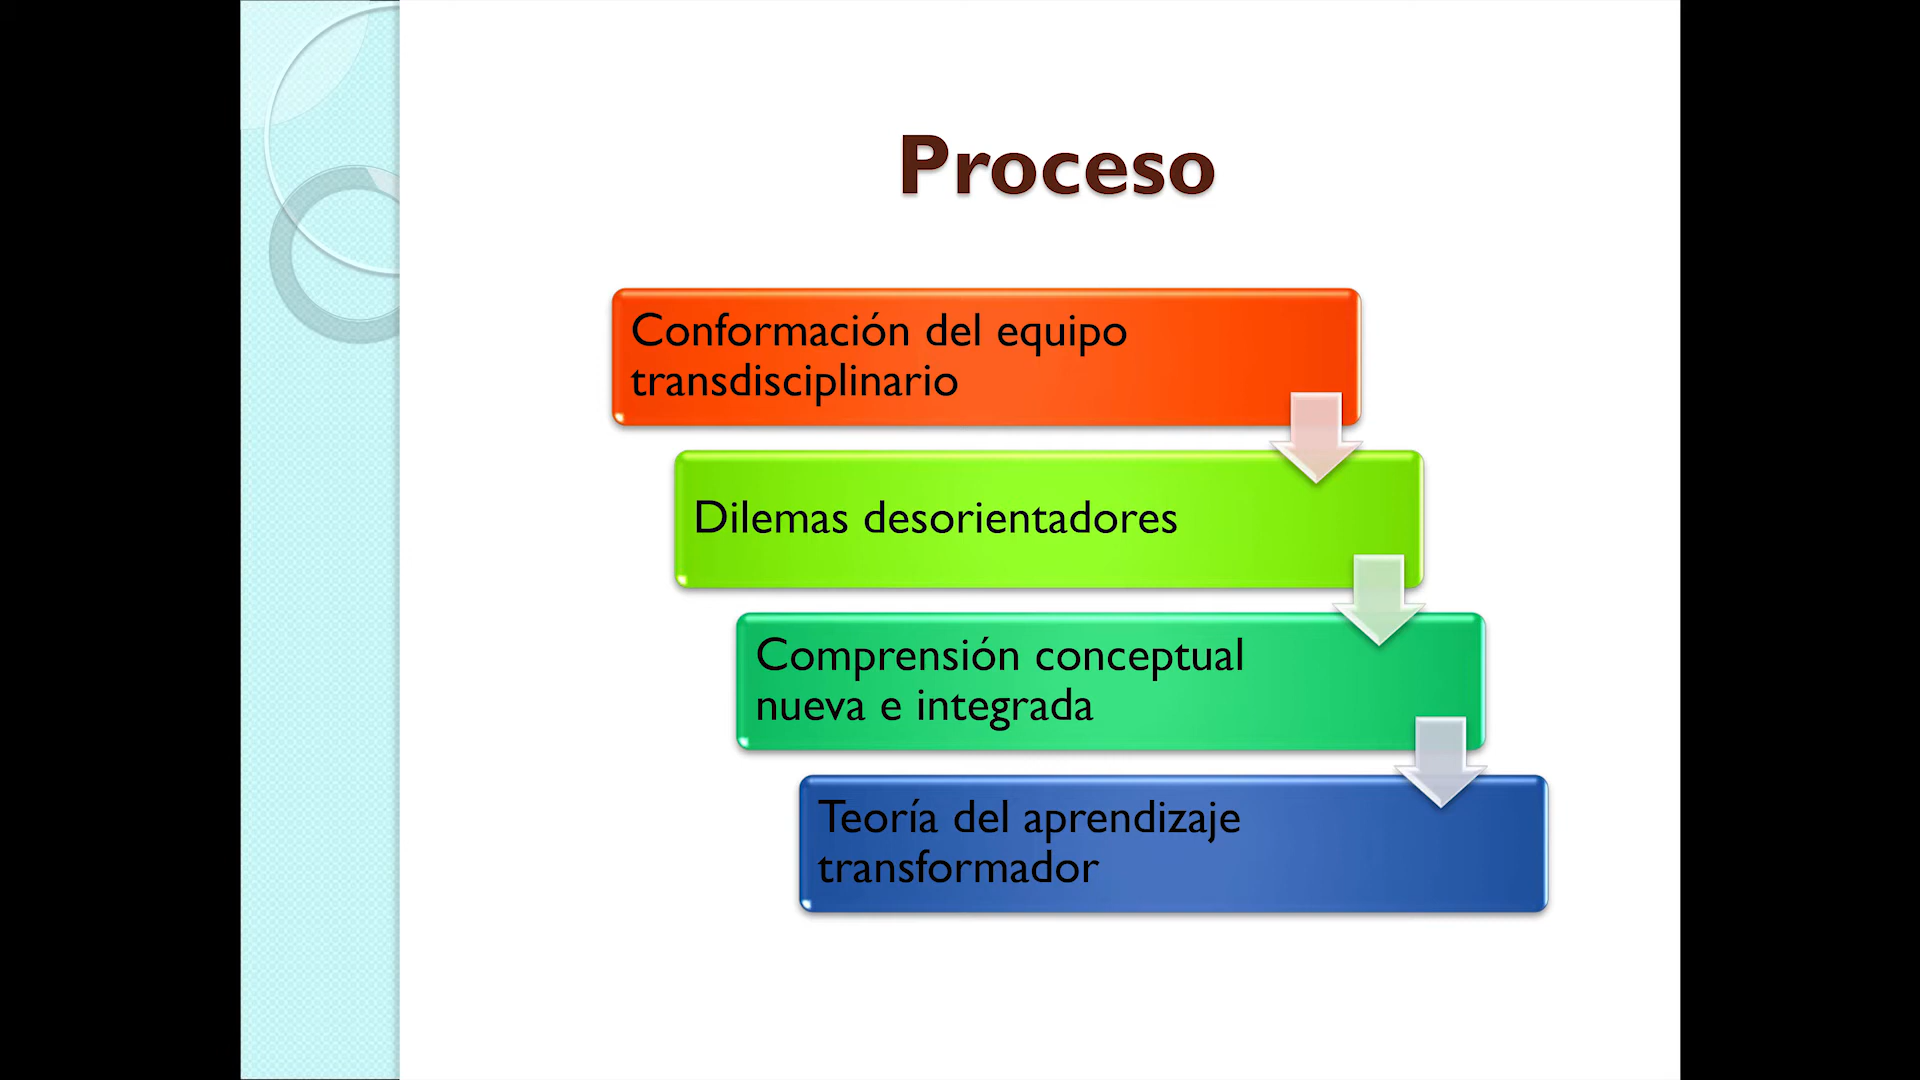 Proceso
Conformación del equipo
transdisciplinario
Dilemas desorientadores
Comprensión conceptual
nueva e integrada
Teoría del aprendizaje
transformador